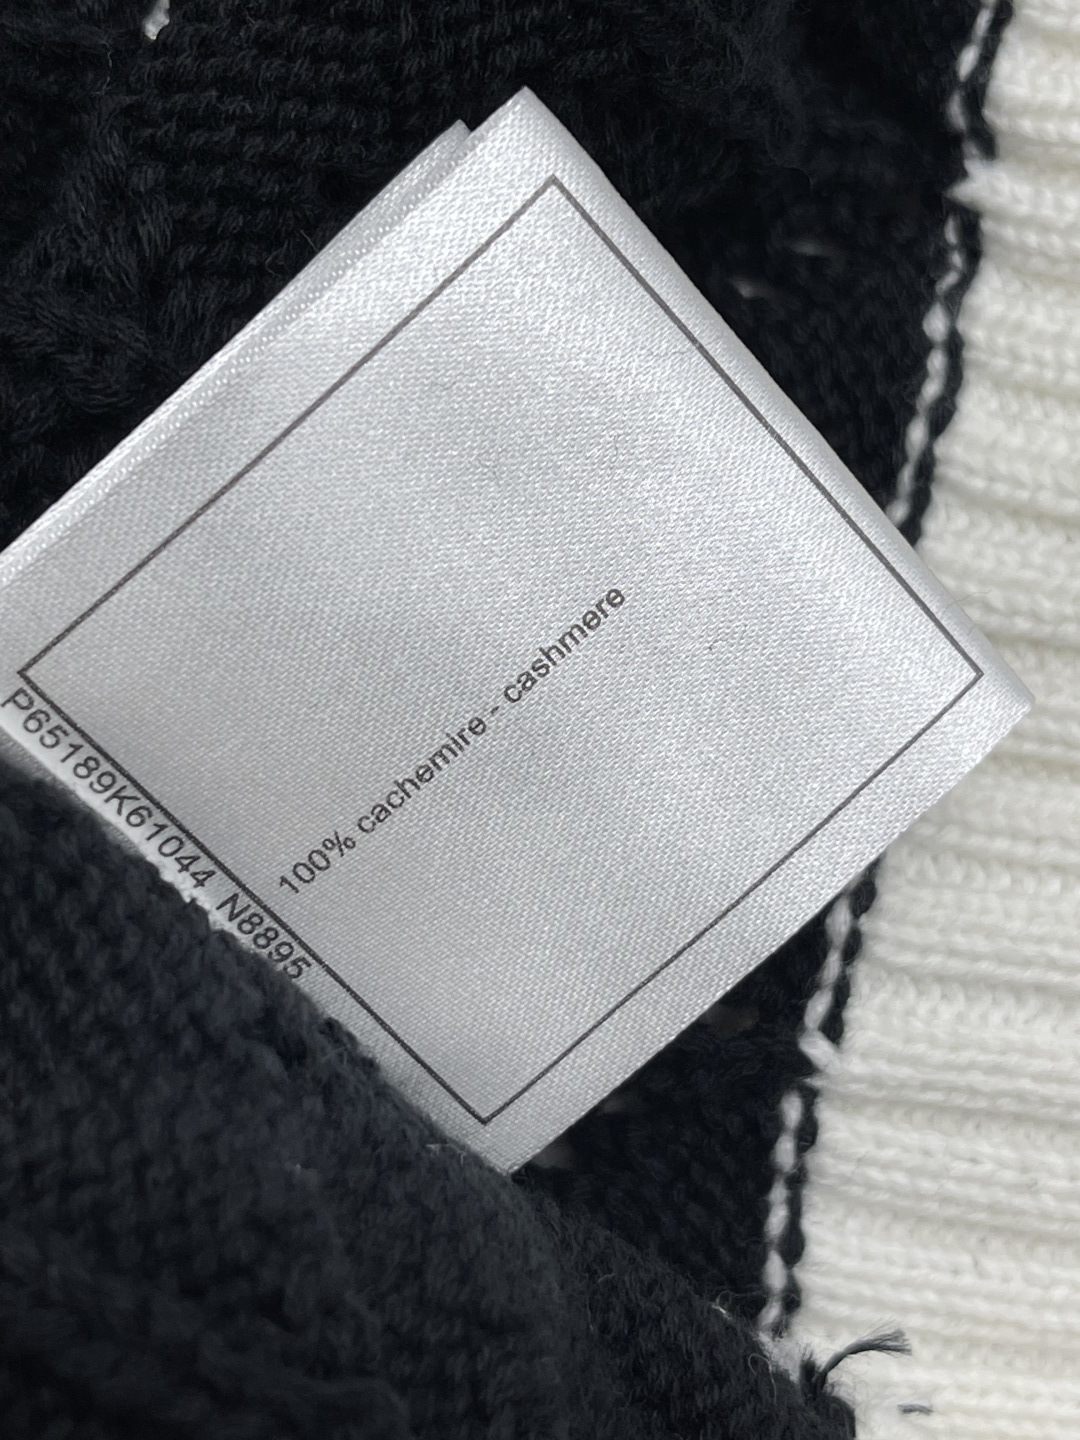 100% cachemire - cashmere
P65189K61044 N8895